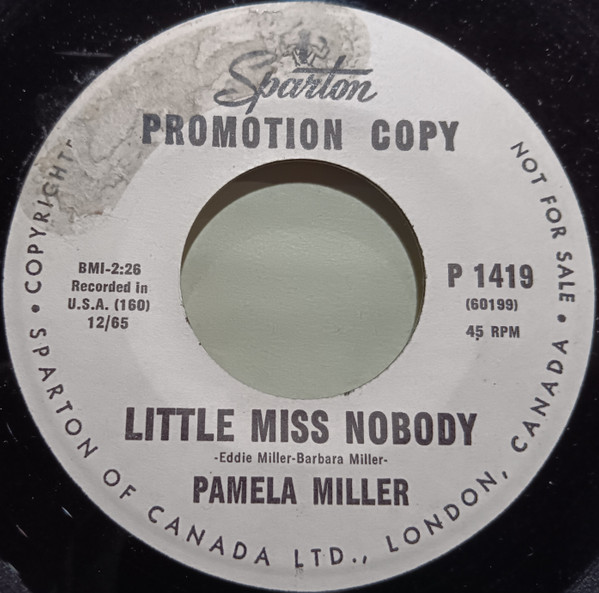 Sparton
PROMOTION COPY
NOT FOR SALE
BMI-2:26
Recorded in
U.S.A. (160)
12/65
P 1419
(60199)
45 RPM
LITTLE MISS NOBODY
-Eddie Miller-Barbara Miller-
PAMELA MILLER
COPYRIGHT • SPARTON OF CANADA LTD., LONDON, CANADA •